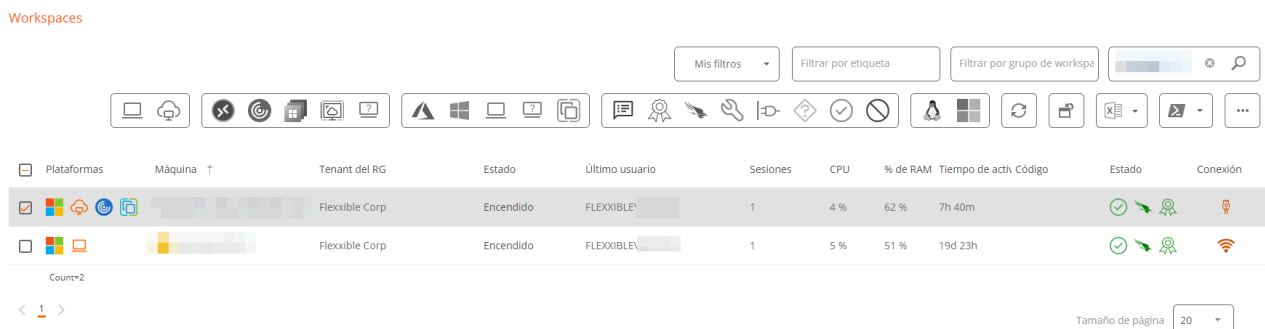 Workspaces
Mis filtros
Filtrar por etiqueta
Filtrar por grupo de workspa
Plataformas Máquina ↑ Tenant del RG Estado Último usuario Sesiones CPU % de RAM Tiempo de activ Código Estado Conexión
Flexxible Corp Encendido FLEXXIBLE\ 1 4 % 62 % 7h 40m
Flexxible Corp Encendido FLEXXIBLE\ 1 5 % 51 % 19d 23h
Count=2
< 1 >
Tamaño de página 20